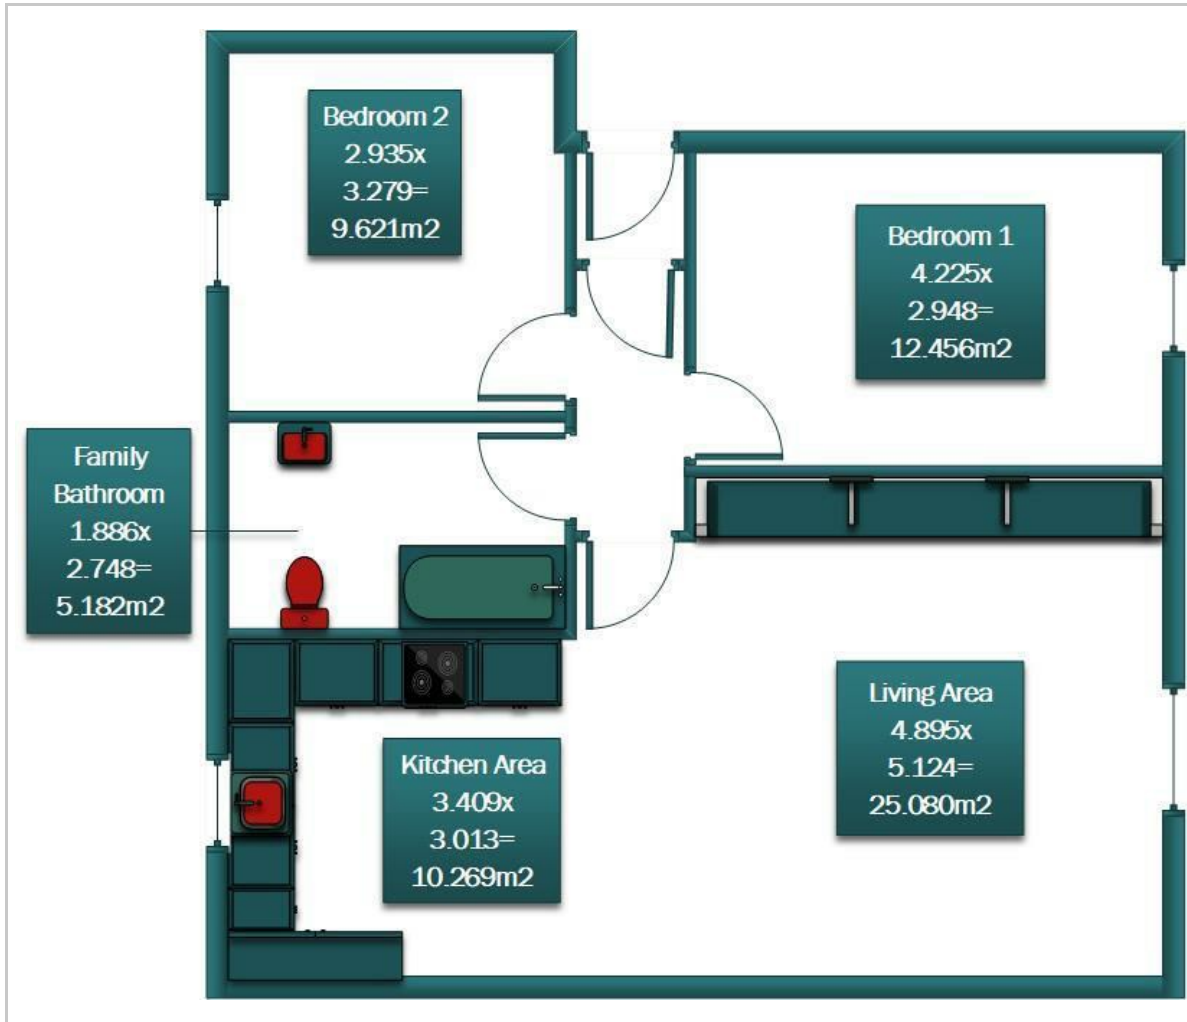 Bedroom 2
2.935x
3.279=
9.621m2
Bedroom 1
4.225x
2.948=
12.456m2
Family
Bathroom
1.886x
2.748=
5.182m2
Living Area
4.895x
5.124=
25.080m2
Kitchen Area
3.409x
3.013=
10.269m2